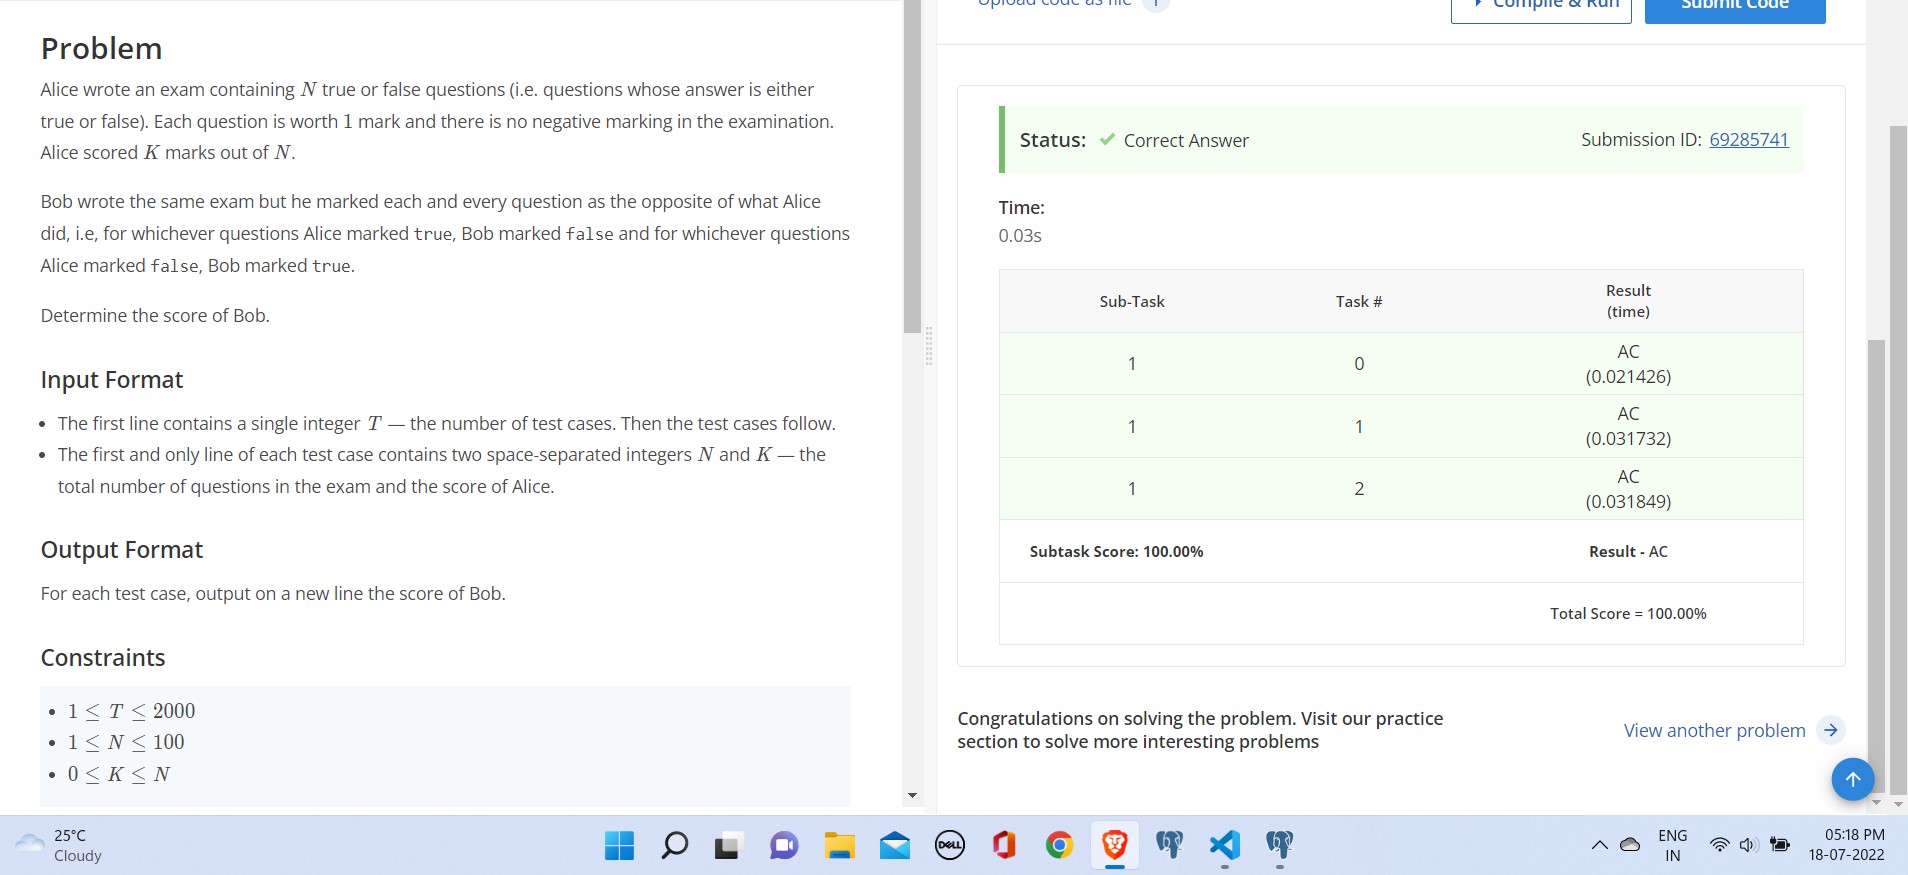 Problem
Alice wrote an exam containing N true or false questions (i.e. questions whose answer is either
true or false). Each question is worth 1 mark and there is no negative marking in the examination.
Alice scored K marks out of N.
Bob wrote the same exam but he marked each and every question as the opposite of what Alice
did, i.e, for whichever questions Alice marked true, Bob marked false and for whichever questions
Alice marked false, Bob marked true.
Determine the score of Bob.
Input Format
• The first line contains a single integer T — the number of test cases. Then the test cases follow.
• The first and only line of each test case contains two space-separated integers N and K — the
total number of questions in the exam and the score of Alice.
Output Format
For each test case, output on a new line the score of Bob.
Constraints
• 1 ≤ T ≤ 2000
• 1 ≤ N ≤ 100
• 0 ≤ K ≤ N
Upload code as file
Compile & Run
Submit Code
Status: ✓ Correct Answer
Submission ID: 69285741
Time:
0.03s
Sub-Task Task # Result
(time)
1 0 AC
(0.021426)
1 1 AC
(0.031732)
1 2 AC
(0.031849)
Subtask Score: 100.00% Result - AC
Total Score = 100.00%
Congratulations on solving the problem. Visit our practice
section to solve more interesting problems
View another problem
25°C
Cloudy
DELL
ENG
IN
05:18 PM
18-07-2022